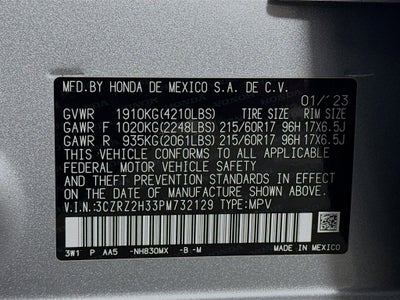 MFD.BY HONDA DE MEXICO S.A. DE C.V.
01/'23
GVWR 1910KG(4210LBS) TIRE SIZE RIM SIZE
GAWR F 1020KG(2248LBS) 215/60R17 96H 17X6.5J
GAWR R 935KG(2061LBS) 215/60R17 96H 17X6.5J
THIS VEHICLE CONFORMS TO ALL APPLICABLE
FEDERAL MOTOR VEHICLE SAFETY
AND THEFT PREVENTION STANDARDS
IN EFFECT ON THE DATE OF
MANUFACTURE SHOWN ABOVE.
V.I.N.:3CZRZ2H33PM732129 TYPE:MPV
3W1 P AA5 -NH830MX -B -M